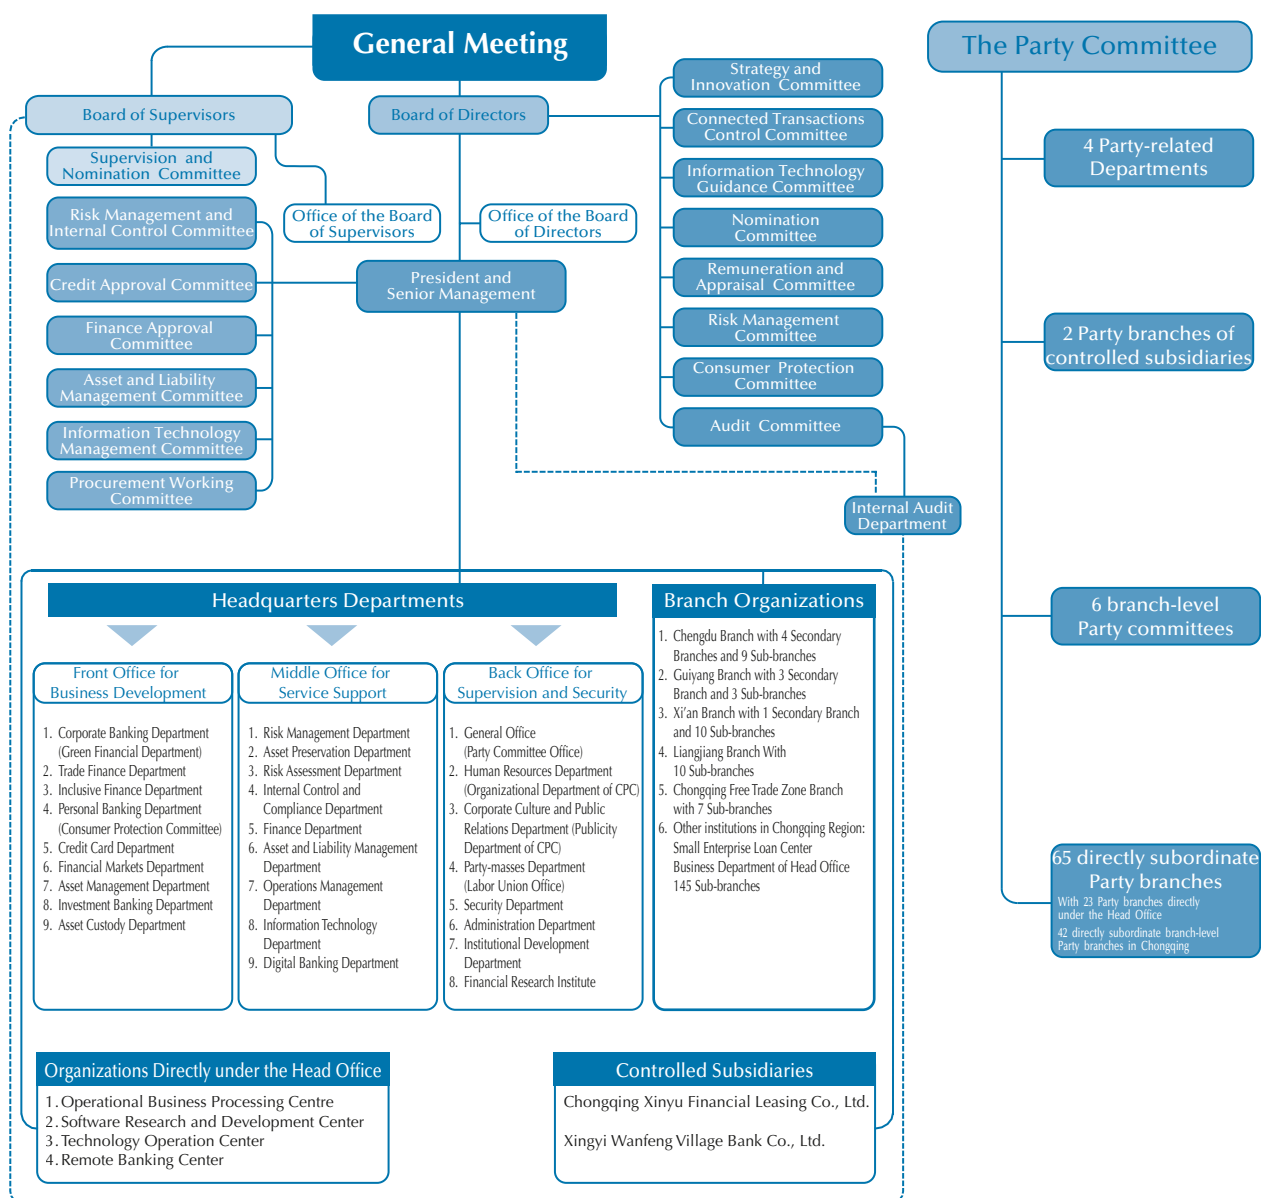 General Meeting
The Party Committee
Board of Supervisors
Board of Directors
Supervision and
Nomination Committee
Risk Management and
Internal Control Committee
Credit Approval Committee
Finance Approval
Committee
Asset and Liability
Management Committee
Information Technology
Management Committee
Procurement Working
Committee
Office of the Board
of Supervisors
Office of the Board
of Directors
President and
Senior Management
Strategy and
Innovation Committee
Connected Transactions
Control Committee
Information Technology
Guidance Committee
Nomination
Committee
Remuneration and
Appraisal Committee
Risk Management
Committee
Consumer Protection
Committee
Audit Committee
Internal Audit
Department
4 Party-related
Departments
2 Party branches of
controlled subsidiaries
6 branch-level
Party committees
65 directly subordinate
Party branches
With 23 Party branches directly
under the Head Office
42 directly subordinate branch-level
Party branches in Chongqing
Headquarters Departments
Front Office for
Business Development
1. Corporate Banking Department
(Green Financial Department)
2. Trade Finance Department
3. Inclusive Finance Department
4. Personal Banking Department
(Consumer Protection Committee)
5. Credit Card Department
6. Financial Markets Department
7. Asset Management Department
8. Investment Banking Department
9. Asset Custody Department
Middle Office for
Service Support
1. Risk Management Department
2. Asset Preservation Department
3. Risk Assessment Department
4. Internal Control and
Compliance Department
5. Finance Department
6. Asset and Liability Management
Department
7. Operations Management
Department
8. Information Technology
Department
9. Digital Banking Department
Back Office for
Supervision and Security
1. General Office
(Party Committee Office)
2. Human Resources Department
(Organizational Department of CPC)
3. Corporate Culture and Public
Relations Department (Publicity
Department of CPC)
4. Party-masses Department
(Labor Union Office)
5. Security Department
6. Administration Department
7. Institutional Development
Department
8. Financial Research Institute
Branch Organizations
1. Chengdu Branch with 4 Secondary
Branches and 9 Sub-branches
2. Guiyang Branch with 3 Secondary
Branch and 3 Sub-branches
3. Xi’an Branch with 1 Secondary Branch
and 10 Sub-branches
4. Liangjiang Branch With
10 Sub-branches
5. Chongqing Free Trade Zone Branch
with 7 Sub-branches
6. Other institutions in Chongqing Region:
Small Enterprise Loan Center
Business Department of Head Office
145 Sub-branches
Organizations Directly under the Head Office
1. Operational Business Processing Centre
2. Software Research and Development Center
3. Technology Operation Center
4. Remote Banking Center
Controlled Subsidiaries
Chongqing Xinyu Financial Leasing Co., Ltd.
Xingyi Wanfeng Village Bank Co., Ltd.